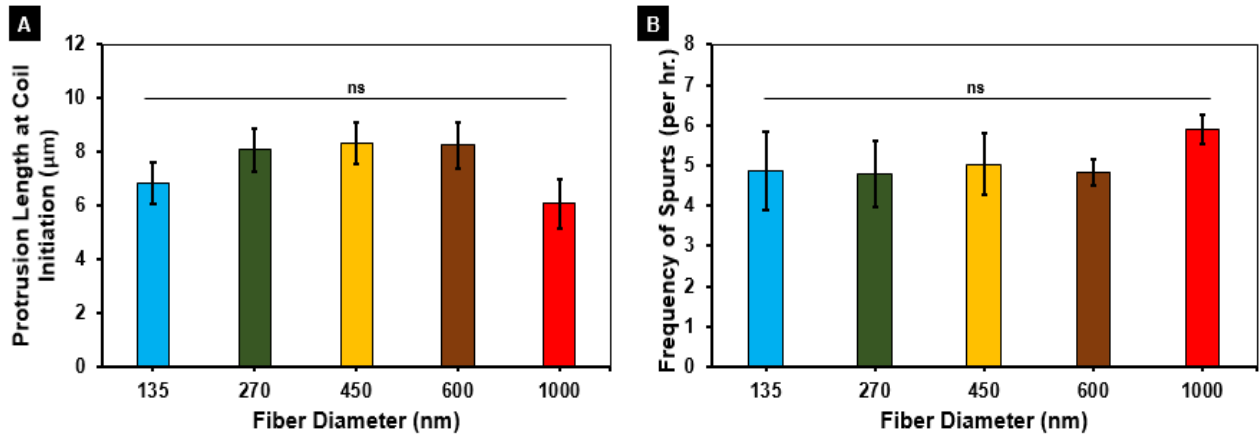 A
Protrusion Length at Coil
Initiation (µm)
12
10
8
6
4
2
0
ns
135 270 450 600 1000
Fiber Diameter (nm)
B
Frequency of Spurts (per hr.)
8
7
6
5
4
3
2
1
0
ns
135 270 450 600 1000
Fiber Diameter (nm)